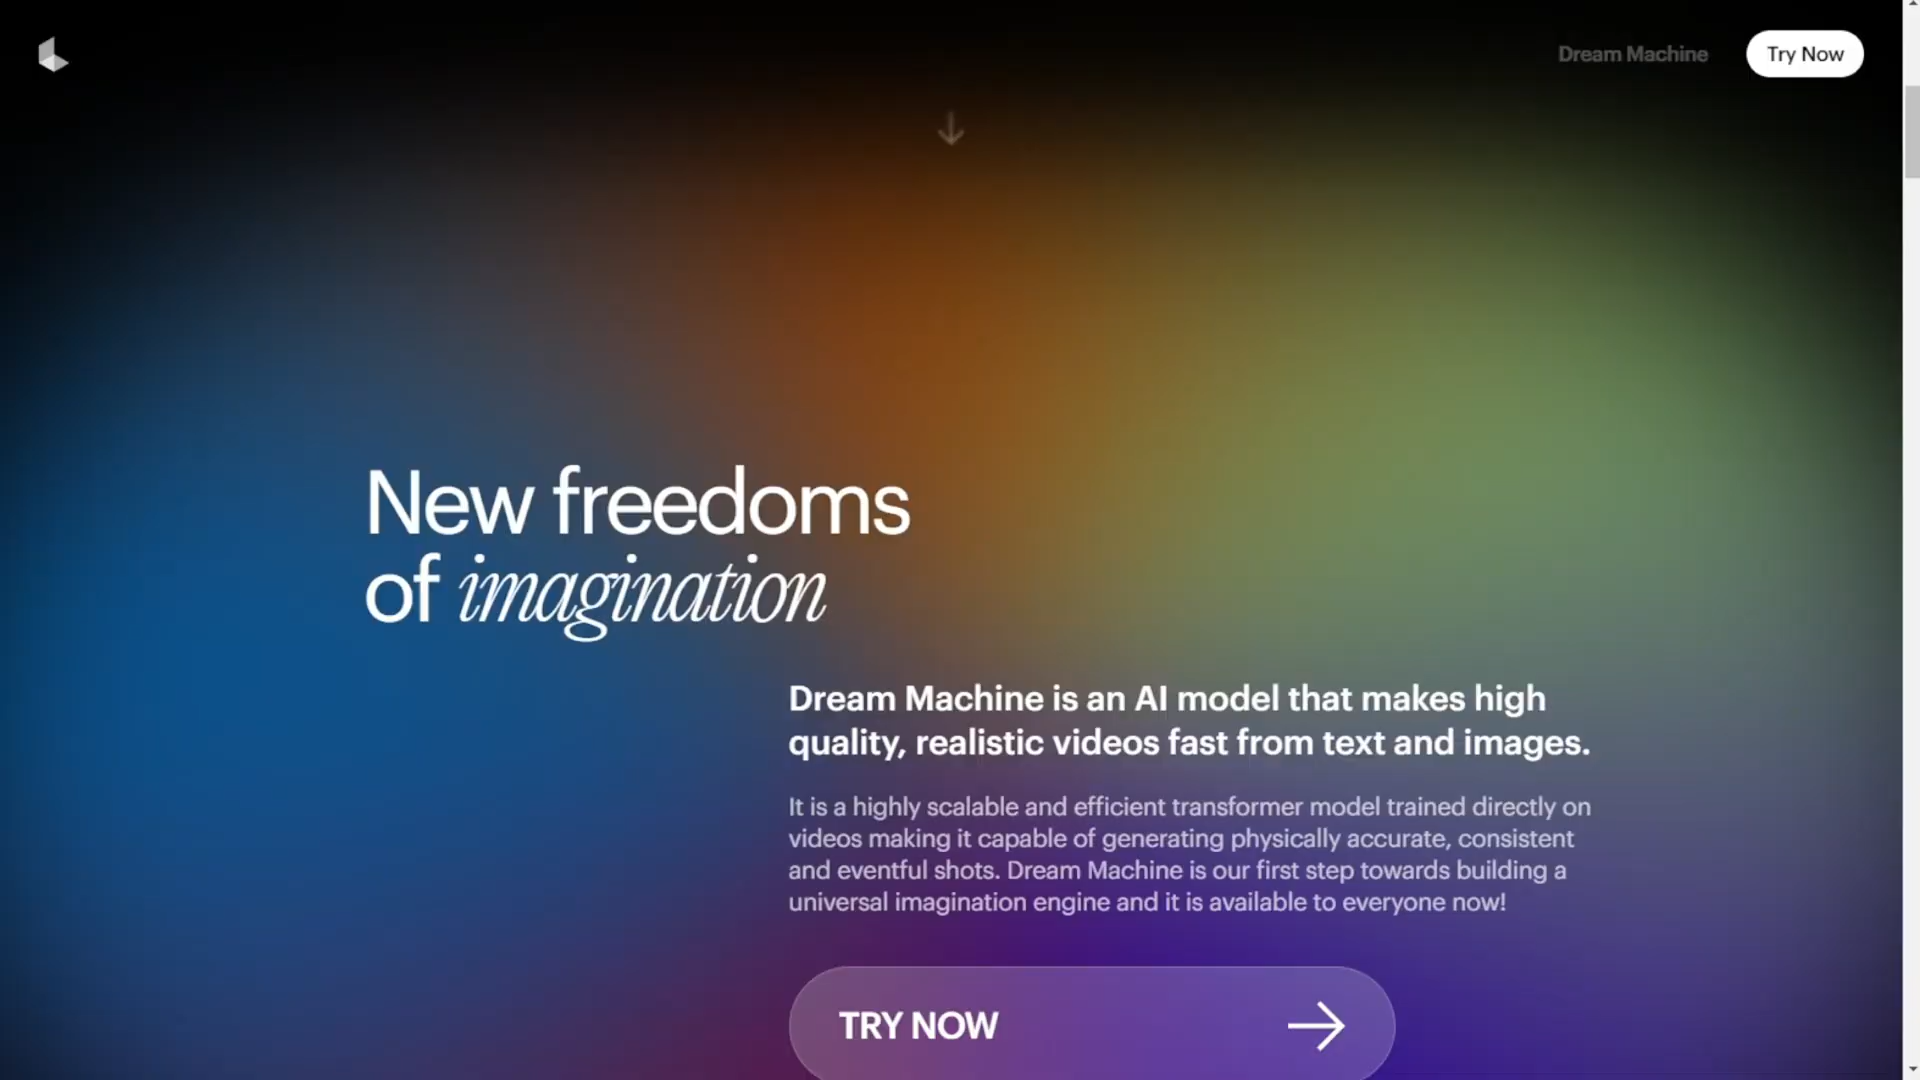 Dream Machine
Try Now
New freedoms
of imagination
Dream Machine is an AI model that makes high
quality, realistic videos fast from text and images.
It is a highly scalable and efficient transformer model trained directly on
videos making it capable of generating physically accurate, consistent
and eventful shots. Dream Machine is our first step towards building a
universal imagination engine and it is available to everyone now!
TRY NOW